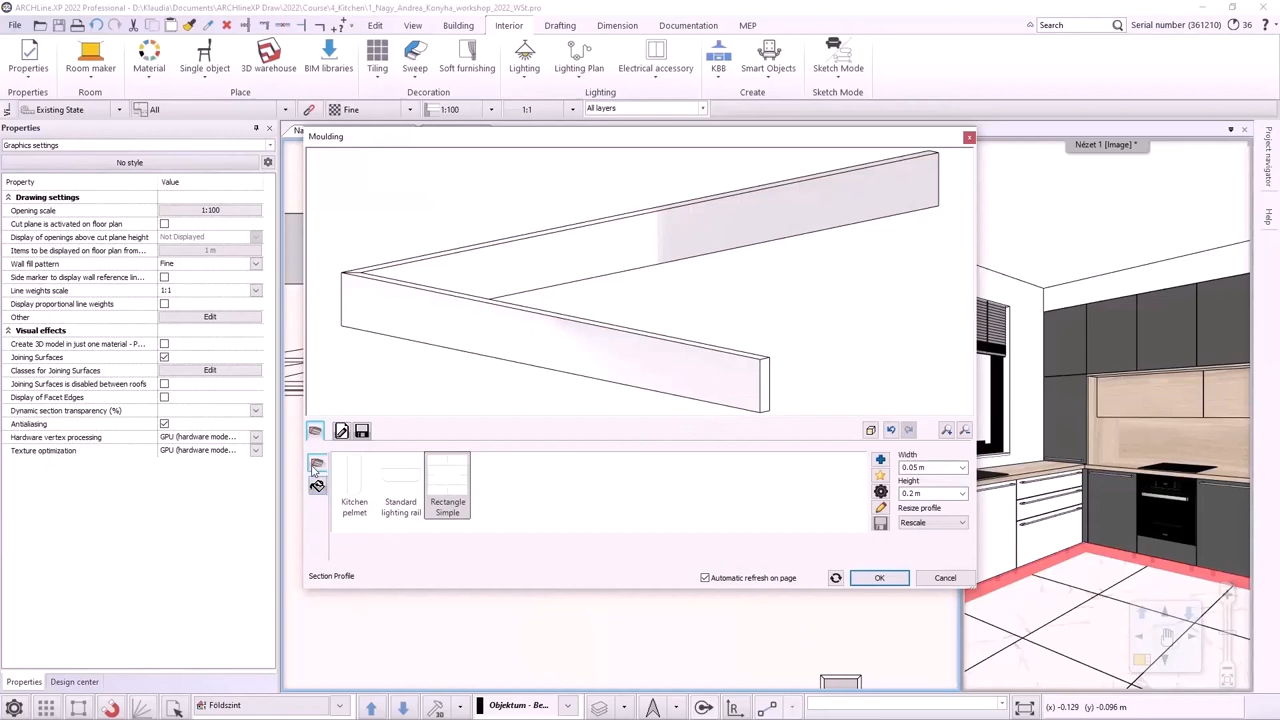 ARCHLine.XP 2022 Professional - D:\Klaudia\Documents\ARCHlineXP Draw\2022\Course\4_Kitchen\1_Nagy_Andrea_Konyha_workshop_2022_WSt.pro
File
Edit
View
Building
Interior
Drafting
Dimension
Documentation
MEP
Search
Serial number (361210)
36
Properties
Room maker
Material
Single object
3D warehouse
BIM libraries
Tiling
Sweep
Soft furnishing
Lighting
Lighting Plan
Electrical accessory
KBB
Smart Objects
Sketch Mode
Properties
Room
Place
Decoration
Lighting
Create
Sketch Mode
Existing State
All
Fine
1:100
1:1
All layers
Properties
Graphics settings
No style
Property
Value
Drawing settings
Opening scale
1:100
Cut plane is activated on floor plan
Display of openings above cut plane height
Not Displayed
Items to be displayed on floor plan from...
1 m
Wall fill pattern
Fine
Side marker to display wall reference lin...
Line weights scale
1:1
Display proportional line weights
Other
Edit
Visual effects
Create 3D model in just one material - P...
Joining Surfaces
Classes for Joining Surfaces
Edit
Joining Surfaces is disabled between roofs
Display of Facet Edges
Dynamic section transparency (%)
Antialiasing
Hardware vertex processing
GPU (hardware mode...
Texture optimization
GPU (hardware mode...
Properties
Design center
Na
Moulding
Kitchen pelmet
Standard lighting rail
Rectangle Simple
Width
0.05 m
Height
0.2 m
Resize profile
Rescale
Section Profile
Automatic refresh on page
OK
Cancel
Nézet 1 [Image] *
Project navigator
Help
Földszint
30
Objektum - Be...
(x) -0.129
(y) -0.096 m